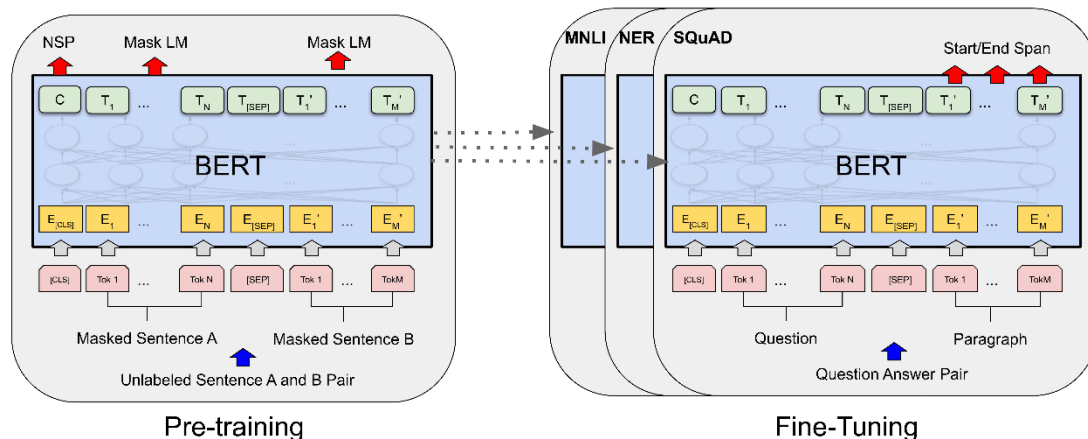 NSP Mask LM Mask LM
C T1 ... TN T[SEP] T1' ... TM'
...
BERT
...
E[CLS] E1 ... EN E[SEP] E1' ... EM'
[CLS] Tok 1 ... Tok N [SEP] Tok 1 ... TokM
Masked Sentence A Masked Sentence B
Unlabeled Sentence A and B Pair
Pre-training
MNLI NER SQuAD
Start/End Span
C T1 ... TN T[SEP] T1' ... TM'
...
BERT
...
E[CLS] E1 ... EN E[SEP] E1' ... EM'
[CLS] Tok 1 ... Tok N [SEP] Tok 1 ... TokM
Question Paragraph
Question Answer Pair
Fine-Tuning